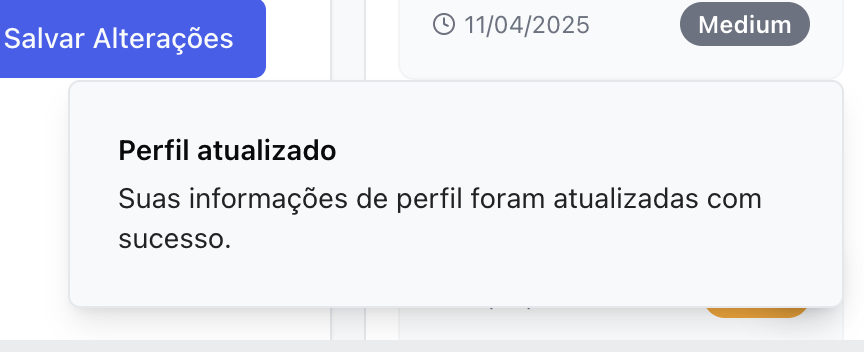 Salvar Alterações
11/04/2025 Medium
Perfil atualizado
Suas informações de perfil foram atualizadas com
sucesso.